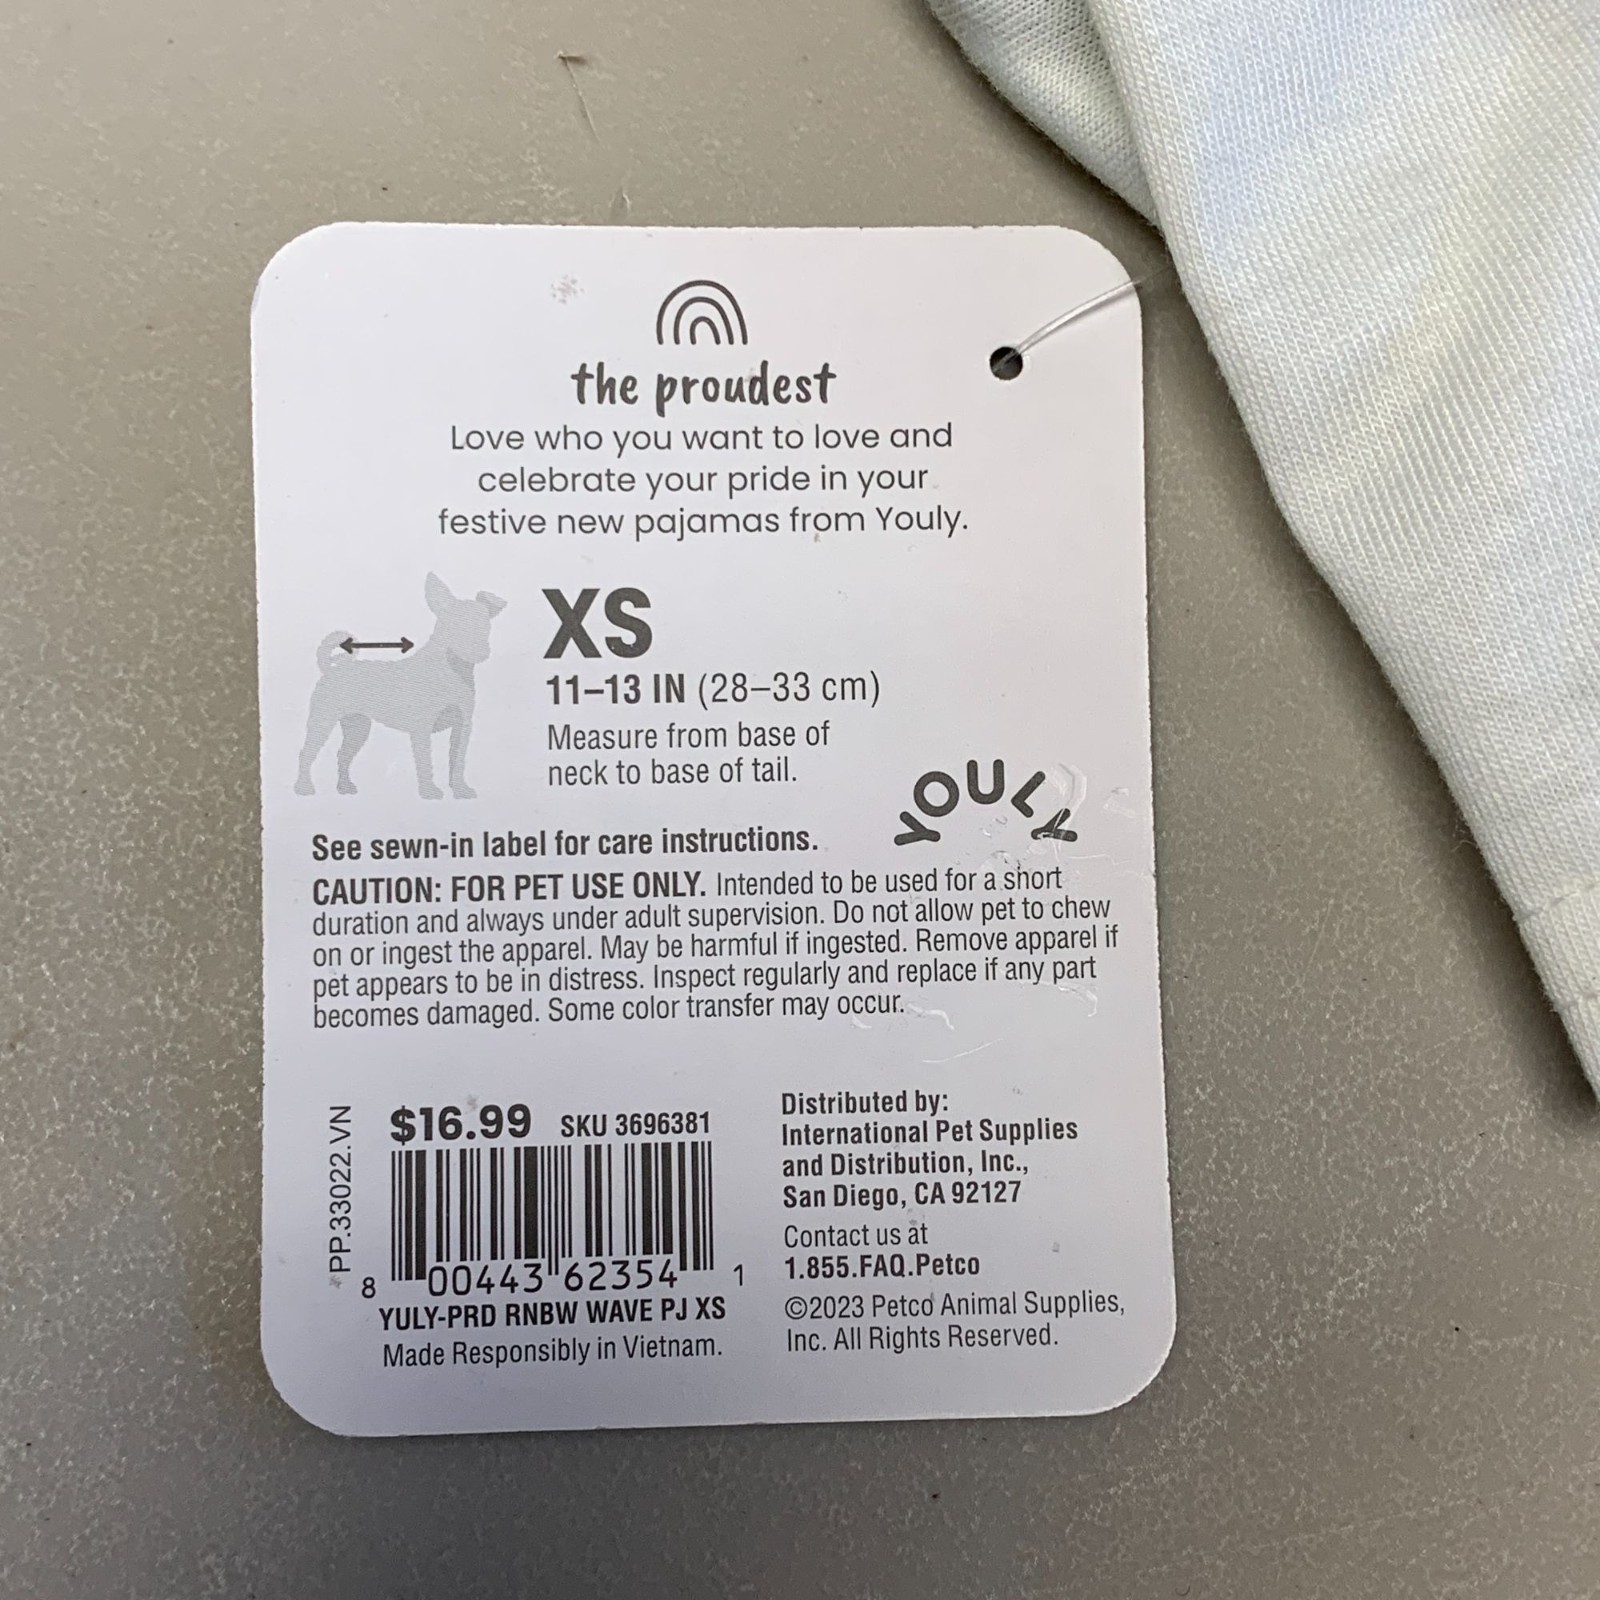 the proudest
Love who you want to love and
celebrate your pride in your
festive new pajamas from Youly.
XS
11–13 IN (28–33 cm)
Measure from base of
neck to base of tail.
YOULY
See sewn-in label for care instructions.
CAUTION: FOR PET USE ONLY. Intended to be used for a short
duration and always under adult supervision. Do not allow pet to chew
on or ingest the apparel. May be harmful if ingested. Remove apparel if
pet appears to be in distress. Inspect regularly and replace if any part
becomes damaged. Some color transfer may occur.
PP.33022.VN
$16.99 SKU 3696381
8 00443 62354 1
YULY-PRD RNBW WAVE PJ XS
Made Responsibly in Vietnam.
Distributed by:
International Pet Supplies
and Distribution, Inc.,
San Diego, CA 92127
Contact us at
1.855.FAQ.Petco
©2023 Petco Animal Supplies,
Inc. All Rights Reserved.